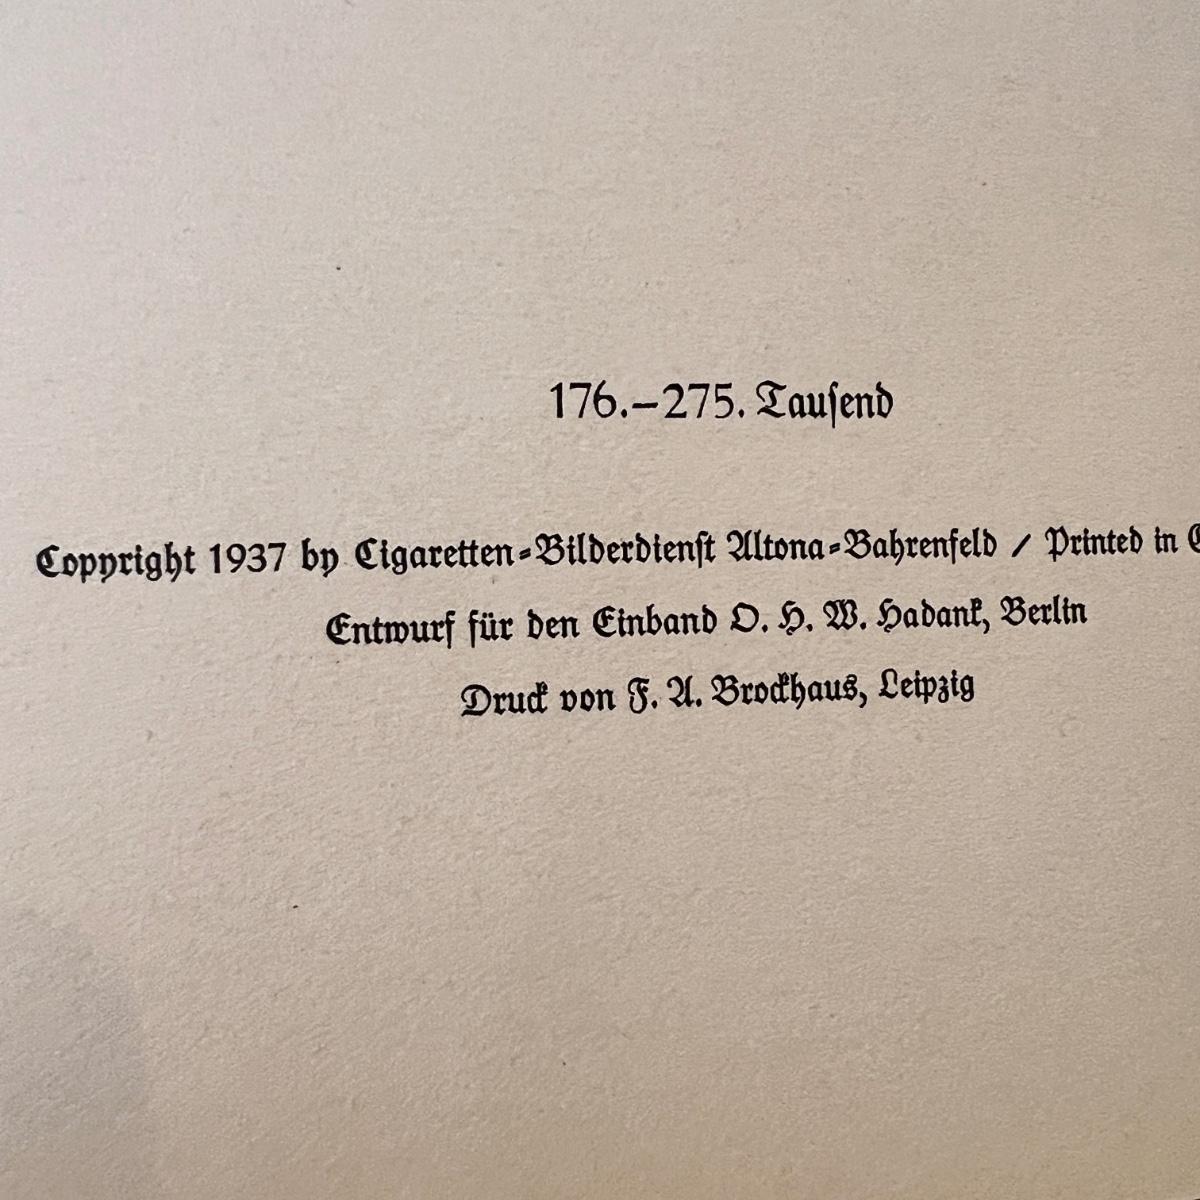 176.–275. Tauſend
Copyright 1937 by Cigaretten-Bilderdienſt Altona-Bahrenfeld / Printed in
Entwurf für den Einband O. H. W. Hadank, Berlin
Druck von F. A. Brockhaus, Leipzig